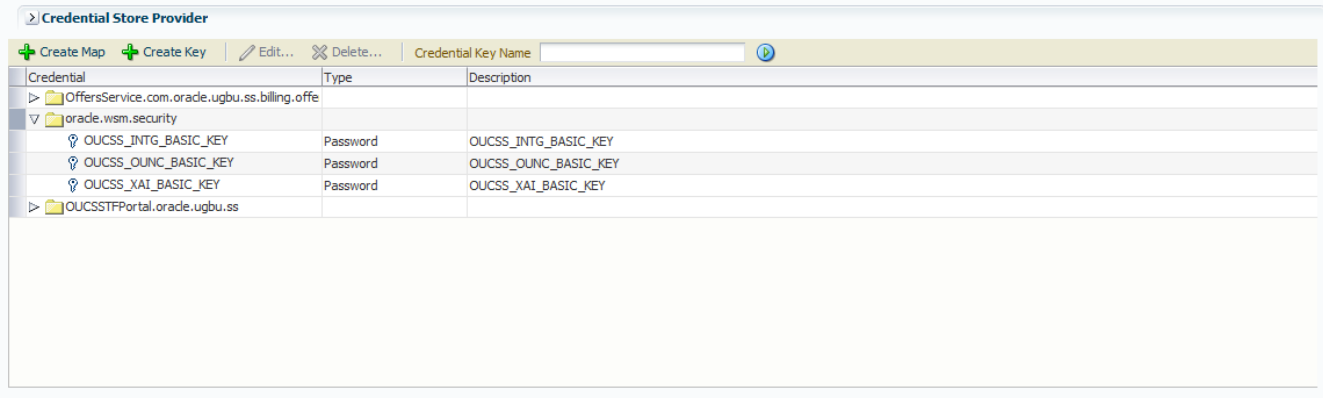 Credential Store Provider
Create Map Create Key Edit... Delete... Credential Key Name
Credential Type Description
OffersService.com.oracle.ugbu.ss.billing.offe
oracle.wsm.security
OUCSS_INTG_BASIC_KEY Password OUCSS_INTG_BASIC_KEY
OUCSS_OUNC_BASIC_KEY Password OUCSS_OUNC_BASIC_KEY
OUCSS_XAI_BASIC_KEY Password OUCSS_XAI_BASIC_KEY
OUCSSTFPortal.oracle.ugbu.ss